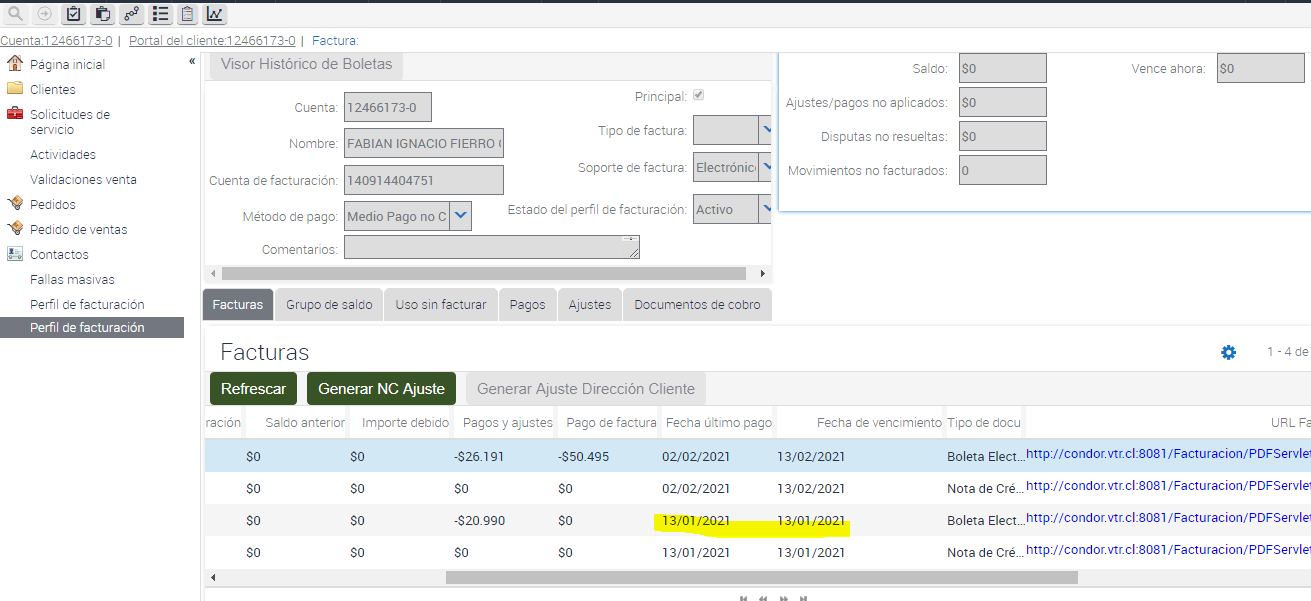 Cuenta:12466173-0 | Portal del cliente:12466173-0 | Factura:
Página inicial
Clientes
Solicitudes de
servicio
Actividades
Validaciones venta
Pedidos
Pedido de ventas
Contactos
Fallas masivas
Perfil de facturación
Perfil de facturación
«
Visor Histórico de Boletas
Cuenta: 12466173-0
Nombre: FABIAN IGNACIO FIERRO
Cuenta de facturación: 140914404751
Método de pago: Medio Pago no C
Comentarios:
Principal:
Tipo de factura:
Soporte de factura: Electrónic
Estado del perfil de facturación: Activo
Saldo: $0
Vence ahora: $0
Ajustes/pagos no aplicados: $0
Disputas no resueltas: $0
Movimientos no facturados: 0
Facturas Grupo de saldo Uso sin facturar Pagos Ajustes Documentos de cobro
Facturas
1 - 4 de
Refrescar Generar NC Ajuste Generar Ajuste Dirección Cliente
ración Saldo anterior Importe debido Pagos y ajustes Pago de factura Fecha último pago Fecha de vencimiento Tipo de docu URL Fa
$0 $0 -$26.191 -$50.495 02/02/2021 13/02/2021 Boleta Elect... http://condor.vtr.cl:8081/Facturacion/PDFServlet
$0 $0 $0 $0 02/02/2021 13/02/2021 Nota de Cré... http://condor.vtr.cl:8081/Facturacion/PDFServlet
$0 $0 -$20.990 $0 13/01/2021 13/01/2021 Boleta Elect... http://condor.vtr.cl:8081/Facturacion/PDFServlet
$0 $0 $0 $0 13/01/2021 13/01/2021 Nota de Cré... http://condor.vtr.cl:8081/Facturacion/PDFServlet